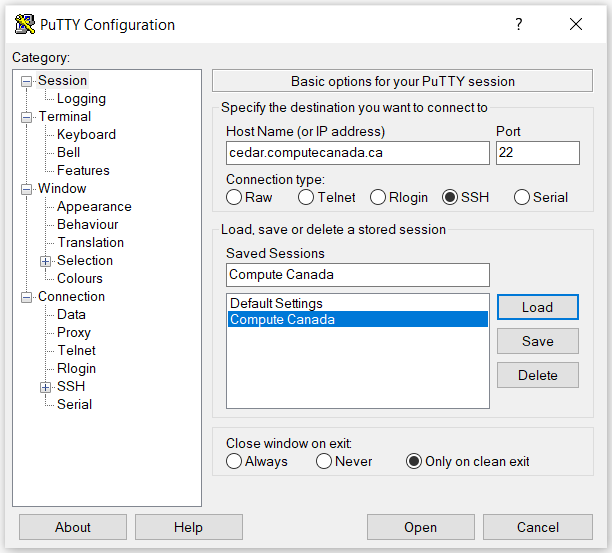 PuTTY Configuration
?
Category:
Session
Logging
Terminal
Keyboard
Bell
Features
Window
Appearance
Behaviour
Translation
Selection
Colours
Connection
Data
Proxy
Telnet
Rlogin
SSH
Serial
Basic options for your PuTTY session
Specify the destination you want to connect to
Host Name (or IP address) Port
cedar.computecanada.ca 22
Connection type:
Raw Telnet Rlogin SSH Serial
Load, save or delete a stored session
Saved Sessions
Compute Canada
Default Settings
Compute Canada
Load
Save
Delete
Close window on exit:
Always Never Only on clean exit
About Help Open Cancel